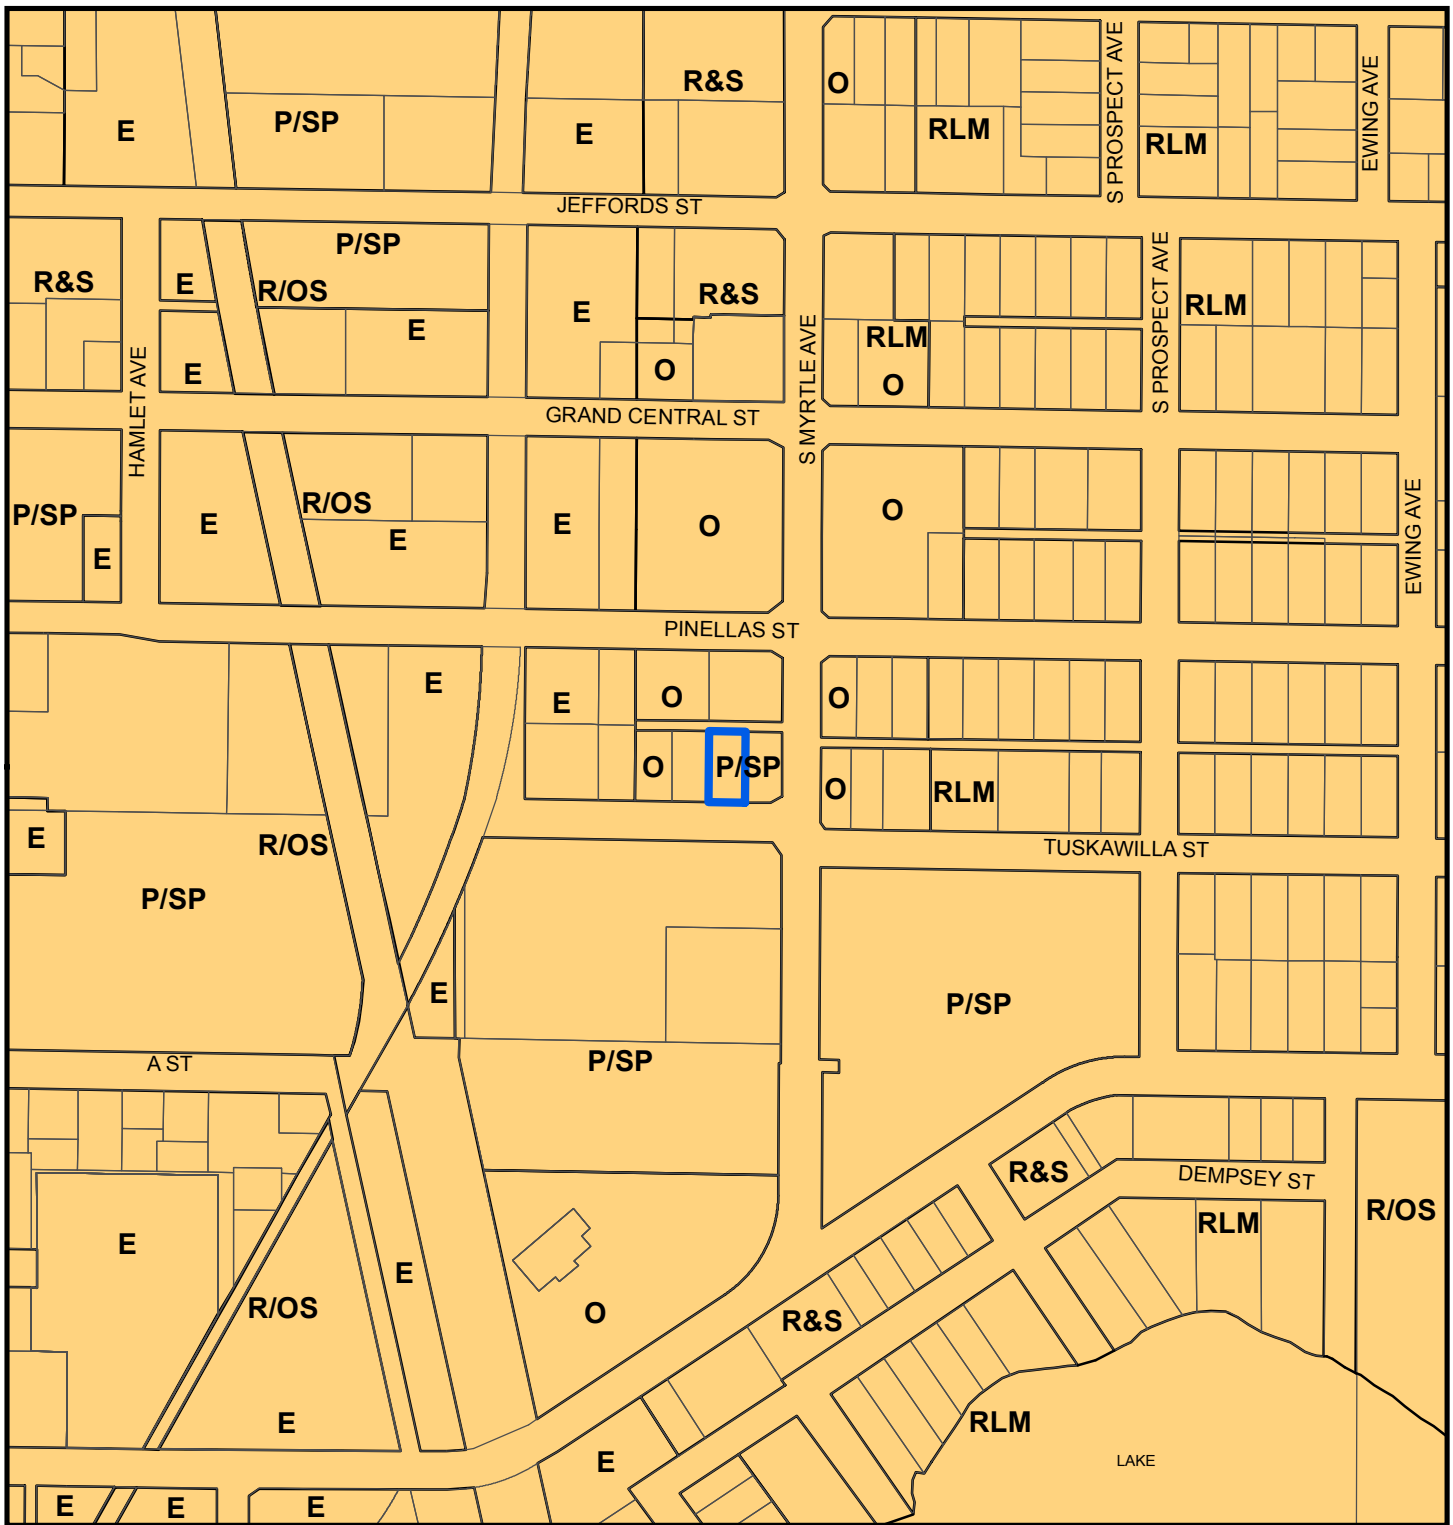 R&S
O
E
P/SP
E
RLM
RLM
S PROSPECT AVE
EWING AVE
JEFFORDS ST
P/SP
R&S
E
R/OS
R&S
RLM
E
E
E
O
RLM
O
HAMLET AVE
S MYRTLE AVE
S PROSPECT AVE
GRAND CENTRAL ST
P/SP
R/OS
E
E
E
O
O
E
EWING AVE
PINELLAS ST
E
E
O
O
O
P/SP
O
RLM
E
R/OS
TUSKAWILLA ST
P/SP
E
P/SP
A ST
P/SP
R&S
DEMPSEY ST
RLM
R/OS
E
E
R/OS
O
R&S
E
RLM
E
LAKE
E
E
E